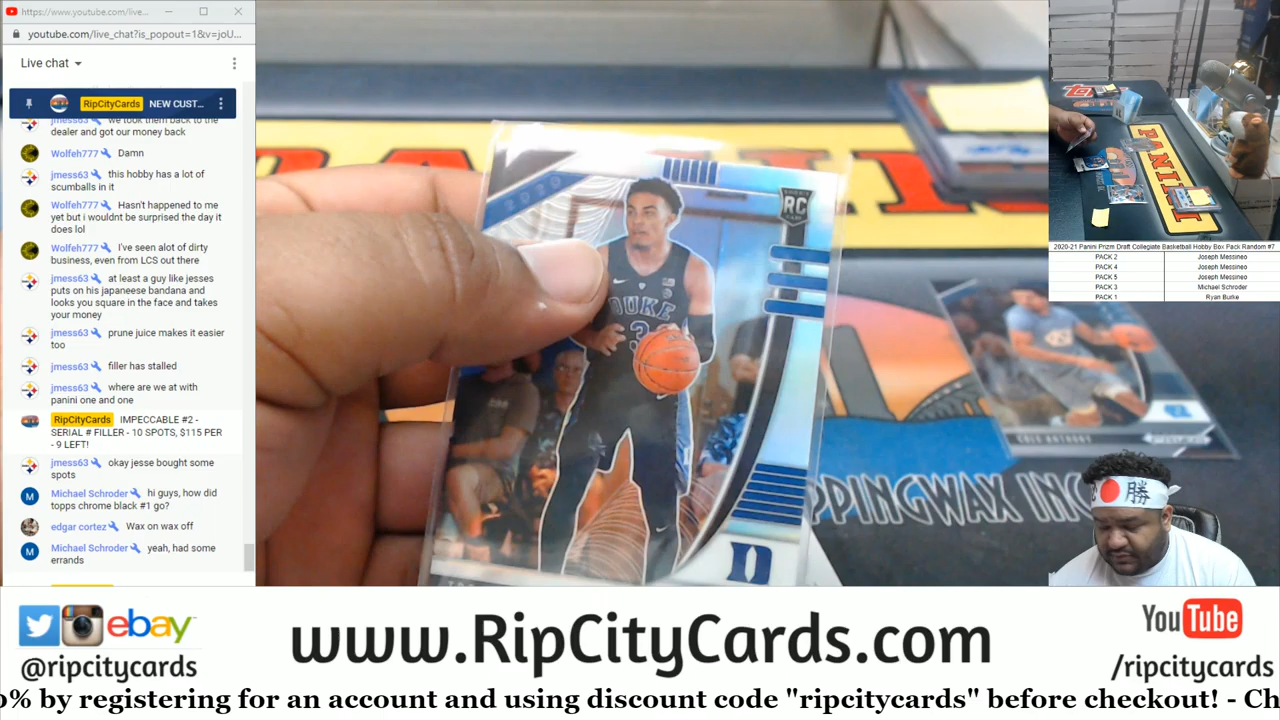 https://www.youtube.com/live...
youtube.com/live_chat?is_popout=1&v=joU...
Live chat
RipCityCards NEW CUST...
jmess63 we took them back to the
dealer and got our money back
Wolfeh777 Damn
jmess63 this hobby has a lot of
scumballs in it
Wolfeh777 Hasn't happened to me
yet but i wouldnt be surprised the day it
does lol
Wolfeh777 I've seen alot of dirty
business, even from LCS out there
jmess63 at least a guy like jesses
puts on his japaneese bandana and
looks you square in the face and takes
your money
jmess63 prune juice makes it easier
too
jmess63 filler has stalled
jmess63 where are we at with
panini one and one
RipCityCards IMPECCABLE #2 -
SERIAL # FILLER - 10 SPOTS, $115 PER
- 9 LEFT!
jmess63 okay jesse bought some
spots
M Michael Schroder hi guys, how did
topps chrome black #1 go?
edgar cortez Wax on wax off
M Michael Schroder yeah, had some
errands
2020
RC
DUKE
3
D
COLE ANTHONY
PPINGWAX INC
PANINI
2020-21 Panini Prizm Draft Collegiate Basketball Hobby Box Pack Random #7
PACK 2 Joseph Messineo
PACK 4 Joseph Messineo
PACK 5 Joseph Messineo
PACK 3 Michael Schroder
PACK 1 Ryan Burke
勝
ebay
@ripcitycards
www.RipCityCards.com
YouTube
/ripcitycards
% by registering for an account and using discount code "ripcitycards" before checkout! - Ch